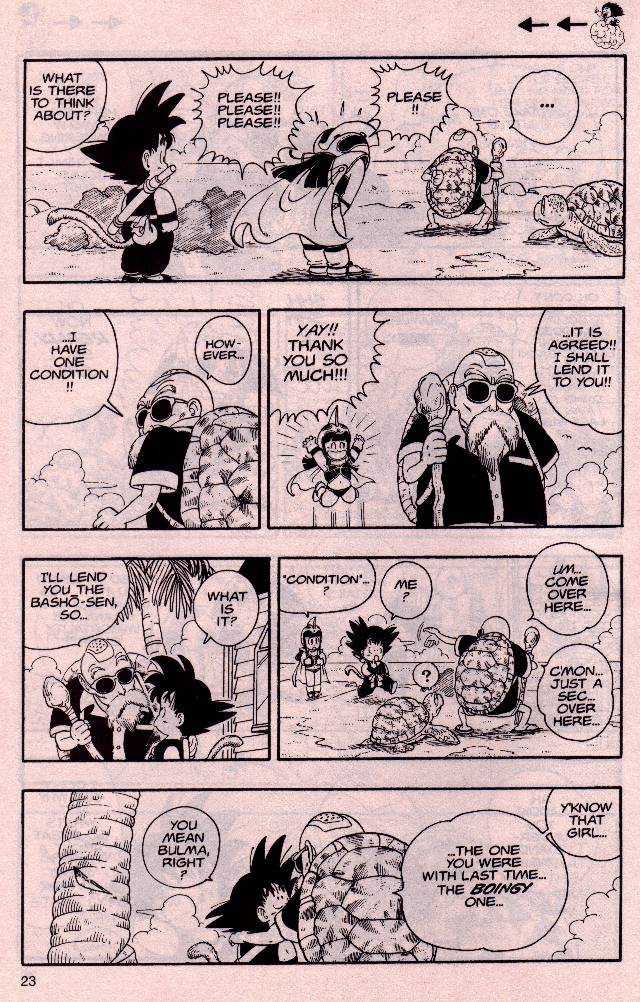 ...
PLEASE
!!
PLEASE!!
PLEASE!!
PLEASE!!
WHAT
IS THERE
TO THINK
ABOUT?
...IT IS
AGREED!!
I SHALL
LEND IT
TO YOU!!
YAY!!
THANK
YOU SO
MUCH!!!
HOW-
EVER...
...I
HAVE
ONE
CONDITION
!!
UM...
COME
OVER
HERE...
C'MON...
JUST A
SEC...
OVER
HERE...
?
ME
?
"CONDITION"...
?
WHAT
IS
IT?
I'LL LEND
YOU THE
BASHŌ-SEN,
SO...
Y'KNOW
THAT
GIRL...
...THE ONE
YOU WERE
WITH LAST TIME...
THE BOINGY
ONE...
YOU
MEAN
BULMA,
RIGHT
?
23